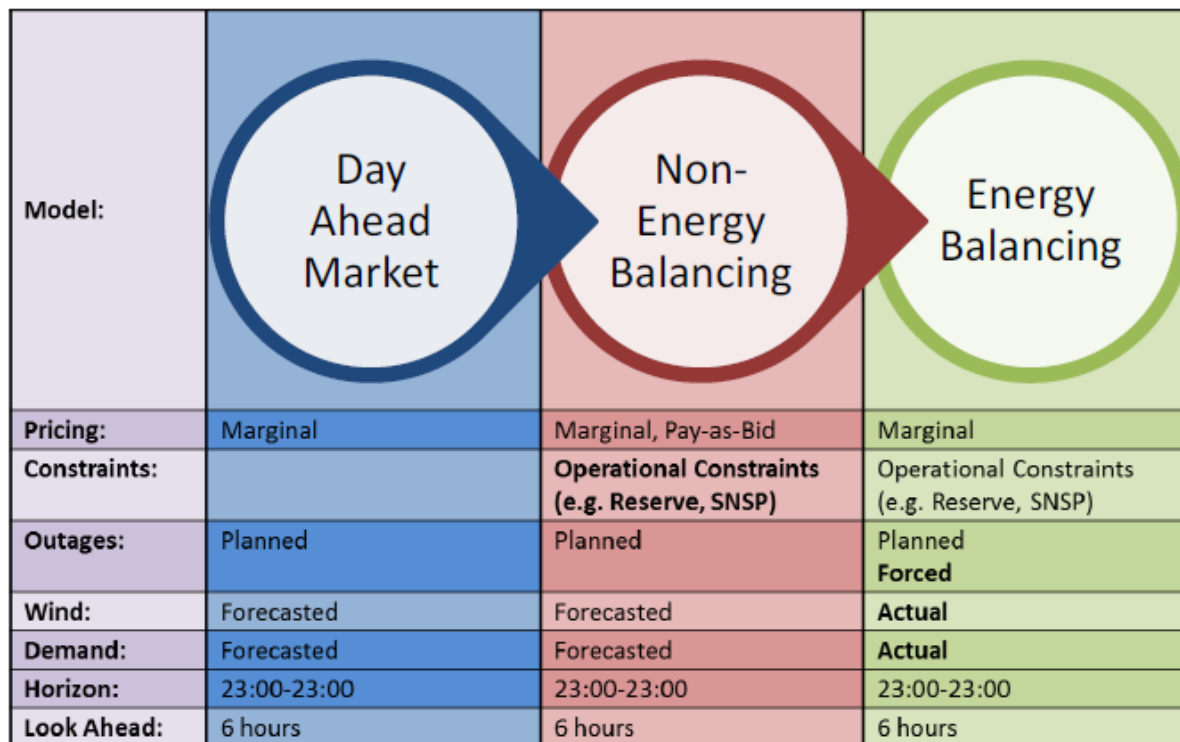 Model:
Day
Ahead
Market
Non-
Energy
Balancing
Energy
Balancing
Pricing:
Marginal
Marginal, Pay-as-Bid
Marginal
Constraints:
Operational Constraints
(e.g. Reserve, SNSP)
Operational Constraints
(e.g. Reserve, SNSP)
Outages:
Planned
Planned
Planned
Forced
Wind:
Forecasted
Forecasted
Actual
Demand:
Forecasted
Forecasted
Actual
Horizon:
23:00-23:00
23:00-23:00
23:00-23:00
Look Ahead:
6 hours
6 hours
6 hours